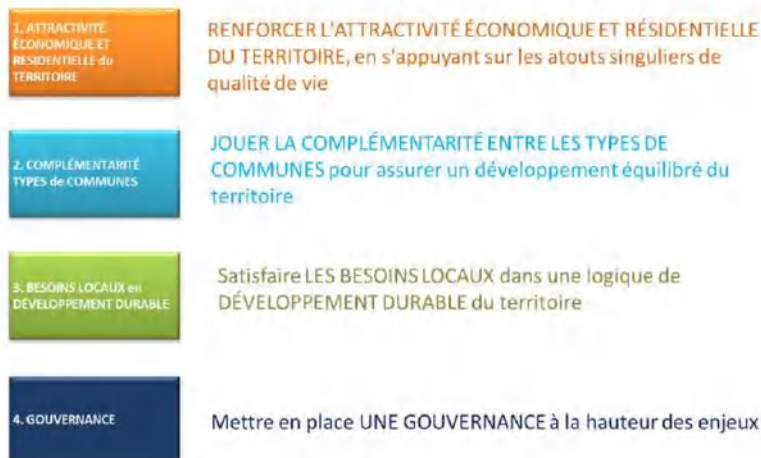 1. ATTRACTIVITÉ
ÉCONOMIQUE ET
RÉSIDENTIELLE du
TERRITOIRE
RENFORCER L'ATTRACTIVITÉ ÉCONOMIQUE ET RÉSIDENTIELLE
DU TERRITOIRE, en s'appuyant sur les atouts singuliers de
qualité de vie
2. COMPLÉMENTARITÉ
TYPES de COMMUNES
JOUER LA COMPLÉMENTARITÉ ENTRE LES TYPES DE
COMMUNES pour assurer un développement équilibré du
territoire
3. BESOINS LOCAUX en
DÉVELOPPEMENT DURABLE
Satisfaire LES BESOINS LOCAUX dans une logique de
DÉVELOPPEMENT DURABLE du territoire
4. GOUVERNANCE
Mettre en place UNE GOUVERNANCE à la hauteur des enjeux